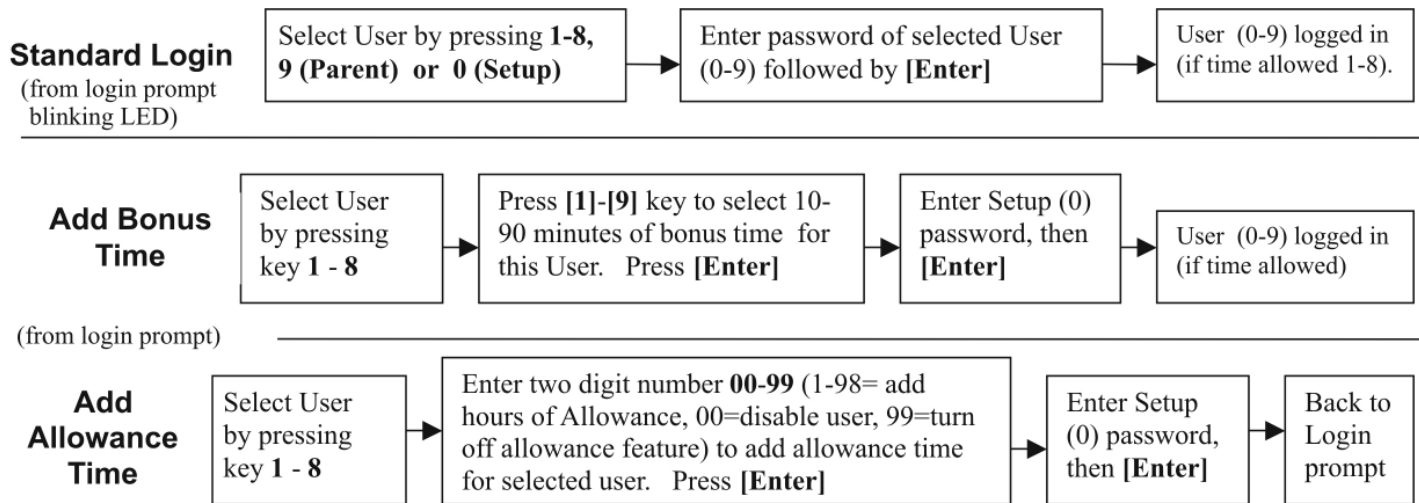 Standard Login
(from login prompt
blinking LED)
Select User by pressing 1-8,
9 (Parent)  or  0 (Setup)
Enter password of selected User
(0-9) followed by [Enter]
User  (0-9) logged in
(if time allowed 1-8).
Add Bonus
Time
Select User
by pressing
key 1 - 8
Press [1]-[9] key to select 10-
90 minutes of bonus time  for
this User.   Press [Enter]
Enter Setup (0)
password, then
[Enter]
User  (0-9) logged in
(if time allowed)
(from login prompt)
Add
Allowance
Time
Select User
by pressing
key 1 - 8
Enter two digit number 00-99 (1-98= add
hours of Allowance, 00=disable user, 99=turn
off allowance feature) to add allowance time
for selected user.   Press [Enter]
Enter Setup
(0) password,
then [Enter]
Back to
Login
prompt